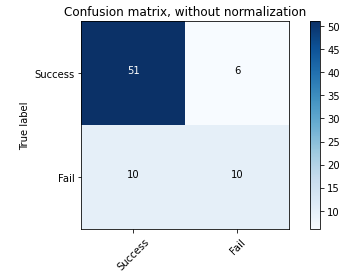 Confusion matrix, without normalization
True label
Success
51
6
Fail
10
10
Success
Fail
50
45
40
35
30
25
20
15
10